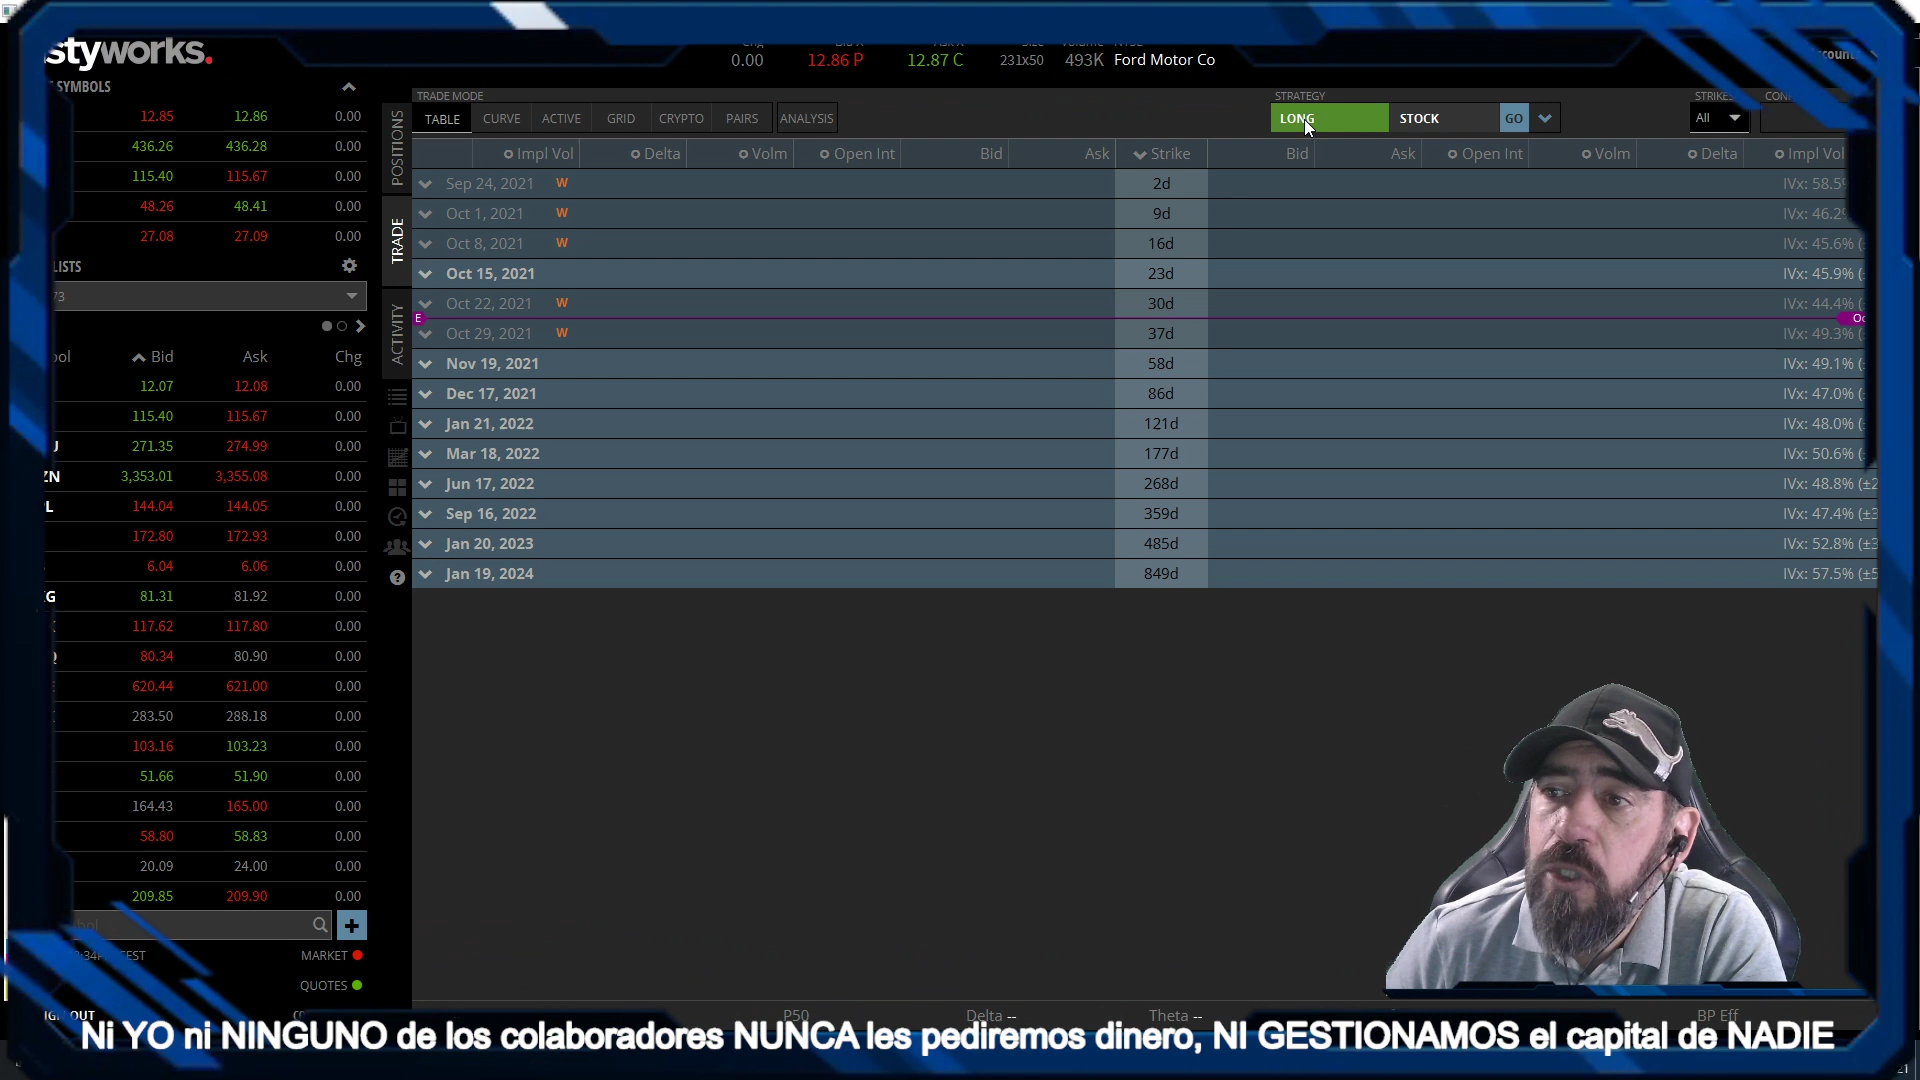 styworks.
0.00 12.86 P 12.87 C 231x50 493K Ford Motor Co
SYMBOLS
12.85 12.86 0.00
436.26 436.28 0.00
115.40 115.67 0.00
48.26 48.41 0.00
27.08 27.09 0.00
LISTS
73
Bid Ask Chg
12.07 12.08 0.00
115.40 115.67 0.00
271.35 274.99 0.00
ZN 3,353.01 3,355.08 0.00
L 144.04 144.05 0.00
172.80 172.93 0.00
6.04 6.06 0.00
G 81.31 81.92 0.00
117.62 117.80 0.00
80.34 80.90 0.00
620.44 621.00 0.00
283.50 288.18 0.00
103.16 103.23 0.00
51.66 51.90 0.00
164.43 165.00 0.00
58.80 58.83 0.00
20.09 24.00 0.00
209.85 209.90 0.00
MARKET
QUOTES
POSITIONS
TRADE
ACTIVITY
TRADE MODE STRATEGY STRIKES
TABLE CURVE ACTIVE GRID CRYPTO PAIRS ANALYSIS LONG STOCK GO All
Impl Vol Delta Volm Open Int Bid Ask Strike Bid Ask Open Int Volm Delta Impl Vol
Sep 24, 2021 W 2d IVx: 58.5%
Oct 1, 2021 W 9d IVx: 46.2
Oct 8, 2021 W 16d IVx: 45.6% (
Oct 15, 2021 23d IVx: 45.9% (
Oct 22, 2021 W 30d IVx: 44.4% (
E
Oct 29, 2021 W 37d IVx: 49.3%
Nov 19, 2021 58d IVx: 49.1% (
Dec 17, 2021 86d IVx: 47.0% (
Jan 21, 2022 121d IVx: 48.0% (
Mar 18, 2022 177d IVx: 50.6% (
Jun 17, 2022 268d IVx: 48.8% (±2
Sep 16, 2022 359d IVx: 47.4% (±3
Jan 20, 2023 485d IVx: 52.8% (±3
Jan 19, 2024 849d IVx: 57.5% (±5
P50 Delta -- Theta -- BP Eff
Ni YO ni NINGUNO de los colaboradores NUNCA les pediremos dinero, NI GESTIONAMOS el capital de NADIE